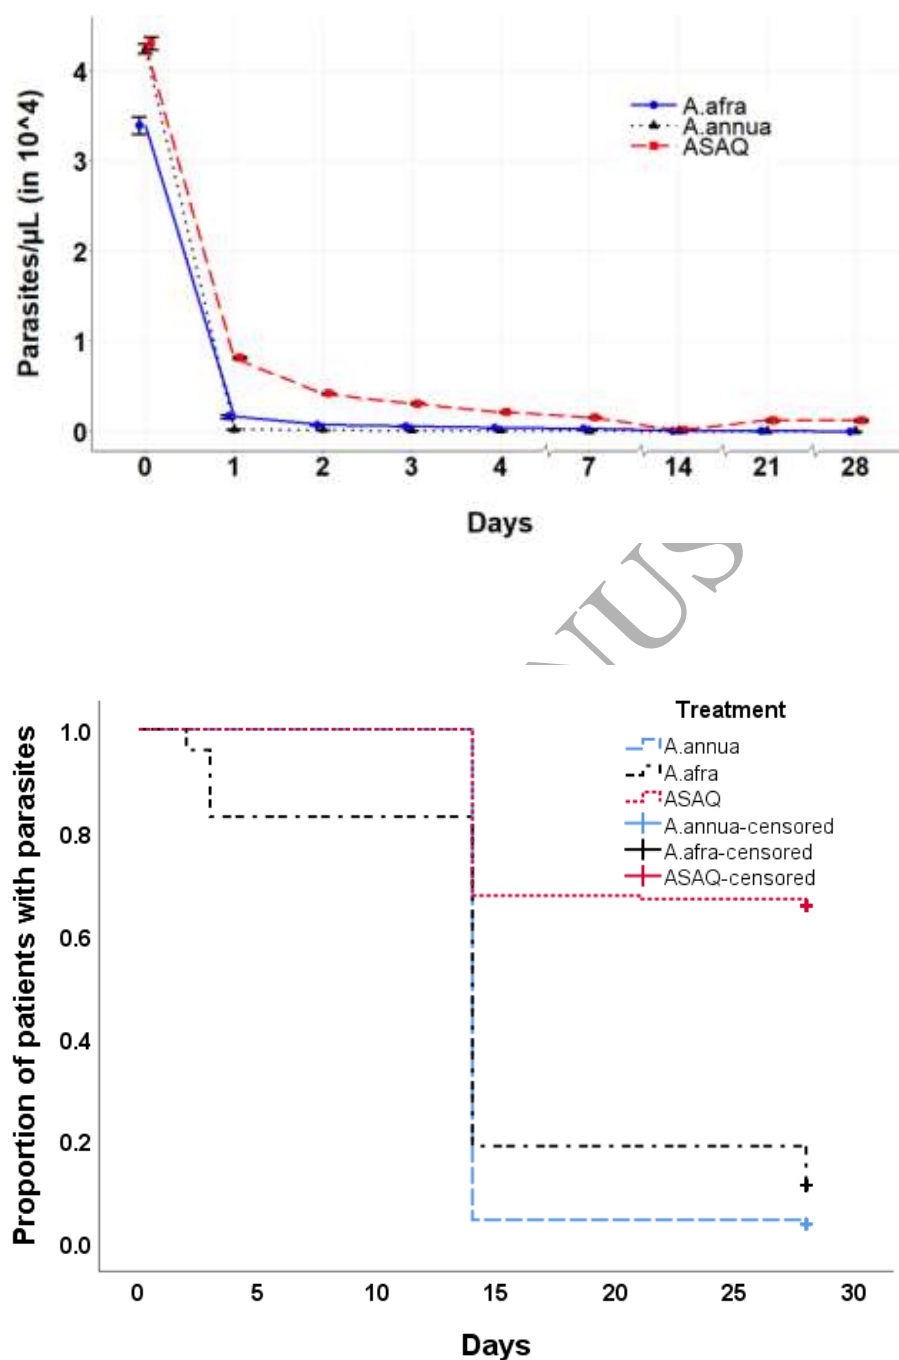 4
3
2
1
0
Parasites/µL (in 10^4)
A.afra
A.annua
ASAQ
0 1 2 3 4 7 14 21 28
Days
NUS
Treatment
A.annua
A.afra
ASAQ
A.annua-censored
A.afra-censored
ASAQ-censored
1.0
0.8
0.6
0.4
0.2
0.0
Proportion of patients with parasites
0 5 10 15 20 25 30
Days